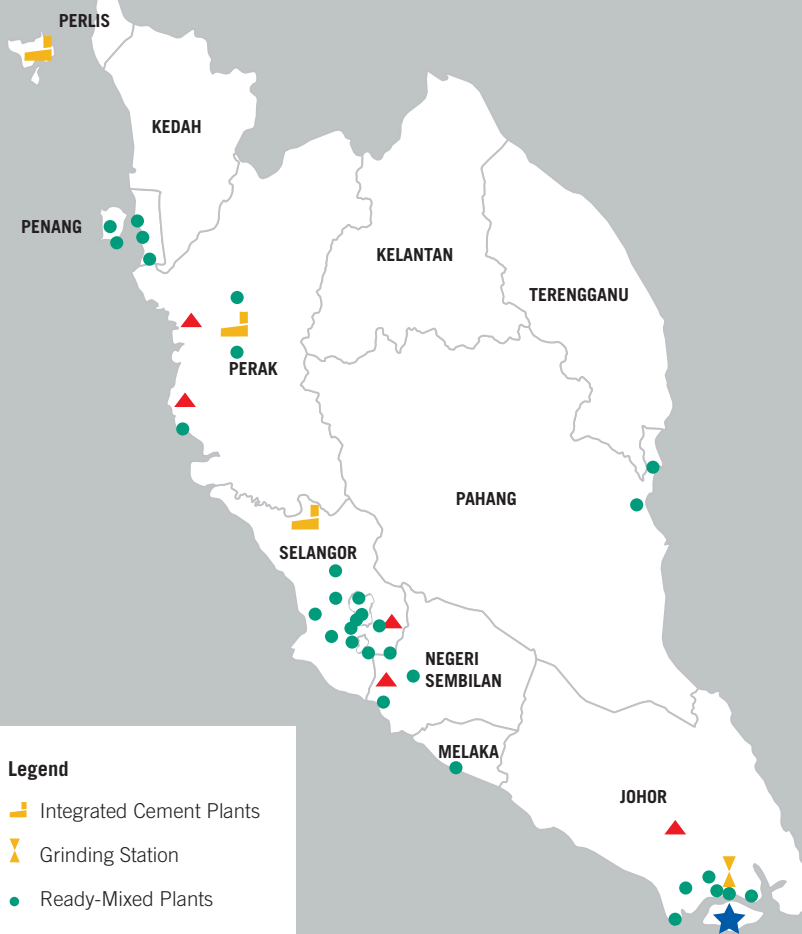 PERLIS
KEDAH
PENANG
KELANTAN
TERENGGANU
PERAK
PAHANG
SELANGOR
NEGERI
SEMBILAN
MELAKA
JOHOR
Legend
Integrated Cement Plants
Grinding Station
Ready-Mixed Plants